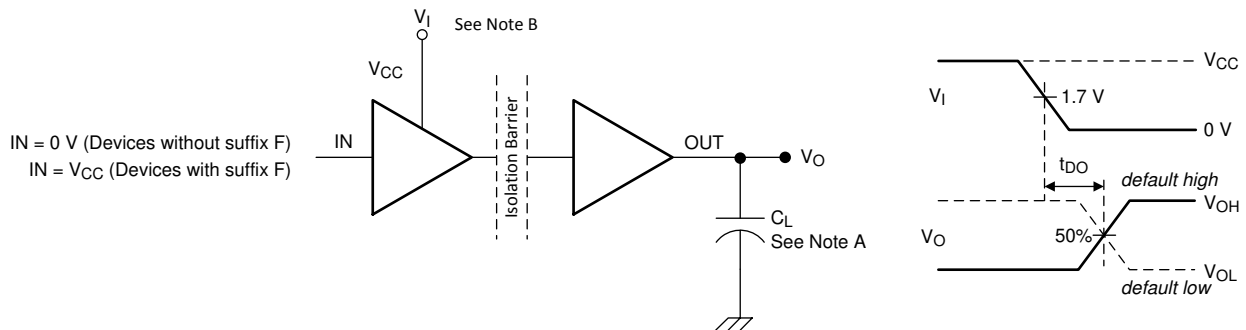 VI
See Note B
VCC
IN = 0 V (Devices without suffix F)
IN = VCC (Devices with suffix F)
IN
Isolation Barrier
OUT
VO
CL
See Note A
VI
VCC
1.7 V
0 V
tDO
default high
VOH
VO
50%
VOL
default low